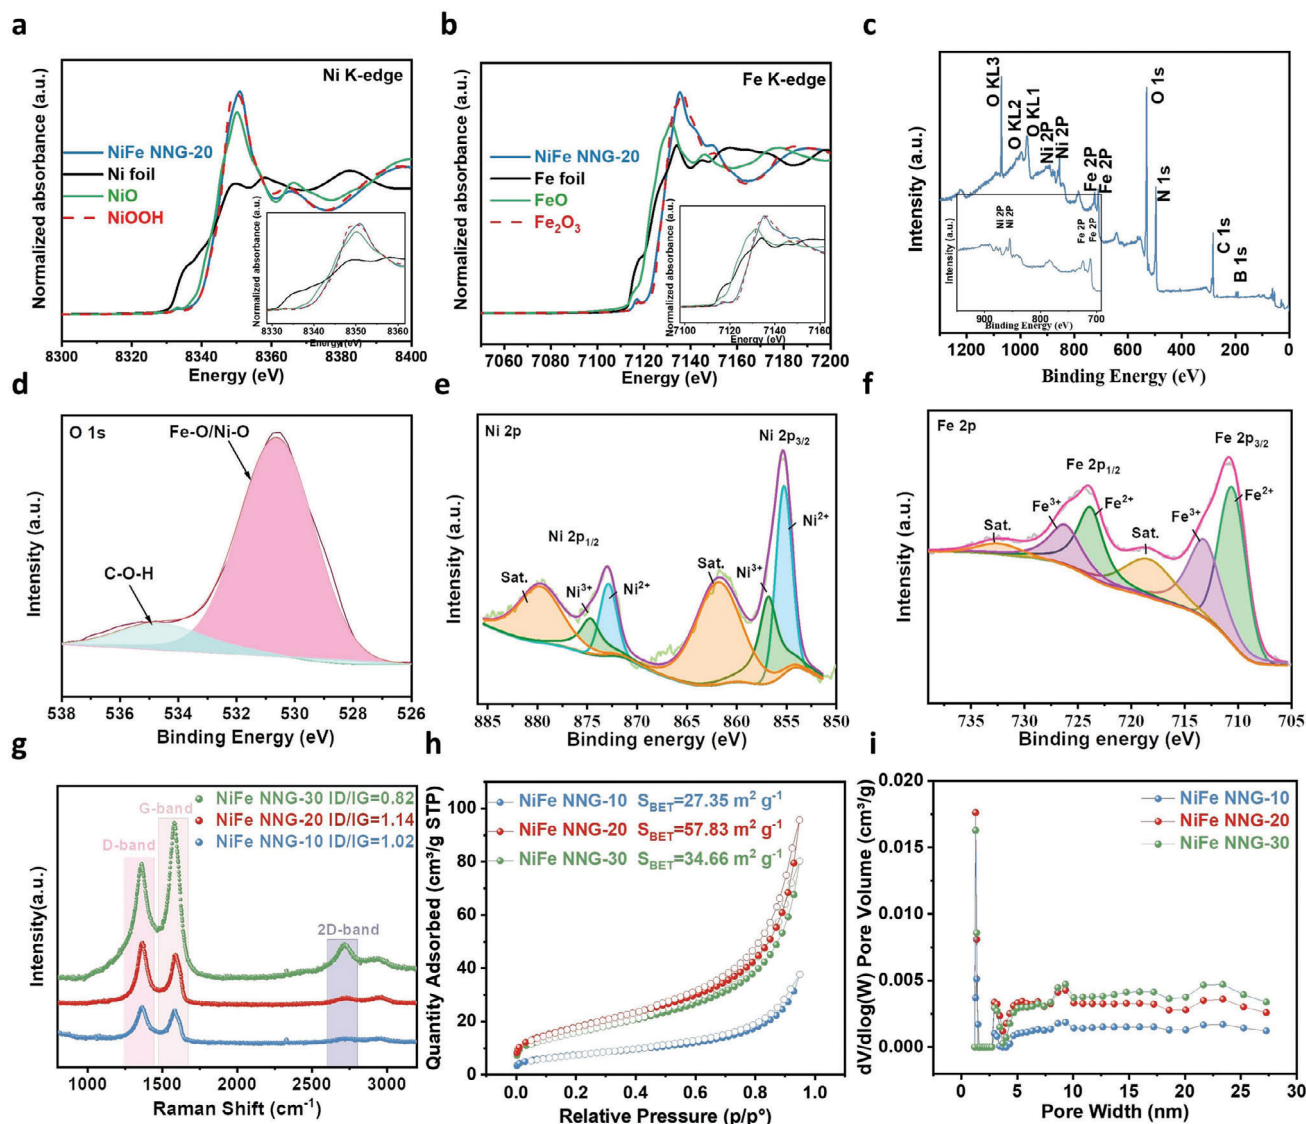 a
Ni K-edge
Normalized absorbance (a.u.)
NiFe NNG-20
Ni foil
NiO
NiOOH
Normalized absorbance (a.u.)
8330 8340 8350 8360
Energy (eV)
8300 8320 8340 8360 8380 8400
Energy (eV)
b
Fe K-edge
Normalized absorbance (a.u.)
NiFe NNG-20
Fe foil
FeO
Fe₂O₃
Normalized absorbance (a.u.)
7100 7120 7140 7160
Energy (eV)
7060 7080 7100 7120 7140 7160 7180 7200
Energy (eV)
c
Intensity (a.u.)
O KL3
O KL2
O KL1
Ni 2P
Ni 2P
Fe 2P
Fe 2P
O 1s
N 1s
C 1s
B 1s
Intensity (a.u.)
Ni 2P
Ni 2P
Fe 2P
Fe 2P
900 800 700
Binding Energy (eV)
1200 1000 800 600 400 200 0
Binding Energy (eV)
d
O 1s
Fe-O/Ni-O
C-O-H
Intensity (a.u.)
538 536 534 532 530 528 526
Binding Energy (eV)
e
Ni 2p
Ni 2p₃/₂
Ni 2p₁/₂
Sat.
Ni³⁺
Ni²⁺
Sat.
Ni³⁺
Ni²⁺
Intensity (a.u.)
885 880 875 870 865 860 855 850
Binding energy (eV)
f
Fe 2p
Fe 2p₃/₂
Fe 2p₁/₂
Sat.
Fe³⁺
Fe²⁺
Sat.
Fe³⁺
Fe²⁺
Intensity (a.u.)
735 730 725 720 715 710 705
Binding energy (eV)
g
NiFe NNG-30 ID/IG=0.82
G-band
NiFe NNG-20 ID/IG=1.14
D-band
NiFe NNG-10 ID/IG=1.02
2D-band
Intensity(a.u.)
1000 1500 2000 2500 3000
Raman Shift (cm⁻¹)
h
Quantity Adsorbed (cm³/g STP)
100
80
60
40
20
0
NiFe NNG-10 S_BET=27.35 m² g⁻¹
NiFe NNG-20 S_BET=57.83 m² g⁻¹
NiFe NNG-30 S_BET=34.66 m² g⁻¹
0.0 0.2 0.4 0.6 0.8 1.0
Relative Pressure (p/p°)
i
dV/dlog(W) Pore Volume (cm³/g)
0.020
0.015
0.010
0.005
0.000
NiFe NNG-10
NiFe NNG-20
NiFe NNG-30
0 5 10 15 20 25 30
Pore Width (nm)